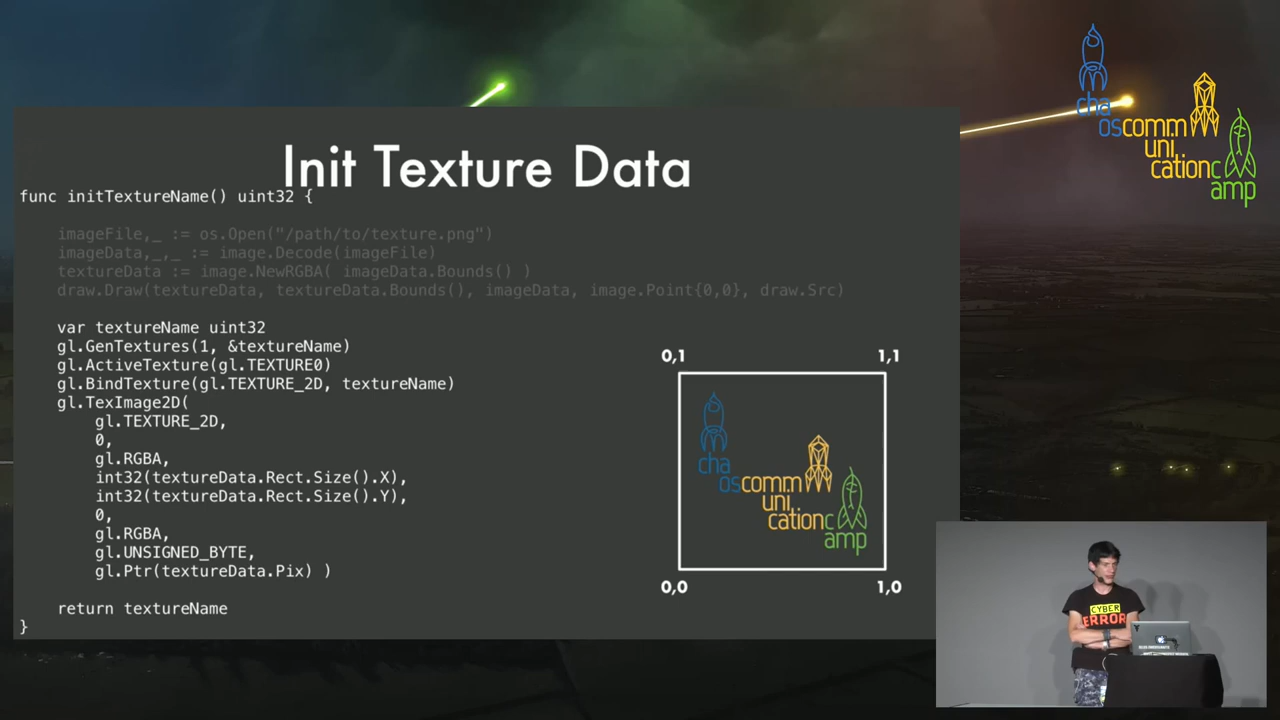 Init Texture Data
func initTextureName() uint32 {
imageFile,_ := os.Open("/path/to/texture.png")
imageData,_,_ := image.Decode(imageFile)
textureData := image.NewRGBA( imageData.Bounds() )
draw.Draw(textureData, textureData.Bounds(), imageData, image.Point{0,0}, draw.Src)
var textureName uint32
gl.GenTextures(1, &textureName)
gl.ActiveTexture(gl.TEXTURE0)
gl.BindTexture(gl.TEXTURE_2D, textureName)
gl.TexImage2D(
gl.TEXTURE_2D,
0,
gl.RGBA,
int32(textureData.Rect.Size().X),
int32(textureData.Rect.Size().Y),
0,
gl.RGBA,
gl.UNSIGNED_BYTE,
gl.Ptr(textureData.Pix) )
return textureName
}
0,1 1,1
cha
oscomm
uni
cationc
amp
0,0 1,0
cha
oscomm
uni
cationc
amp
CYBER
ERROR